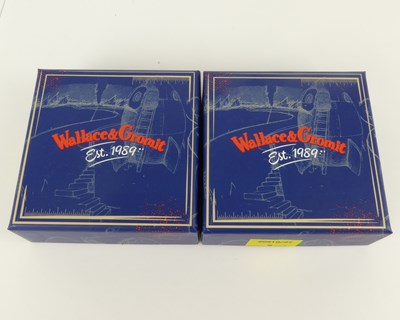 Wallace & Gromit
Est. 1989
Wallace & Gromit
Est. 1989